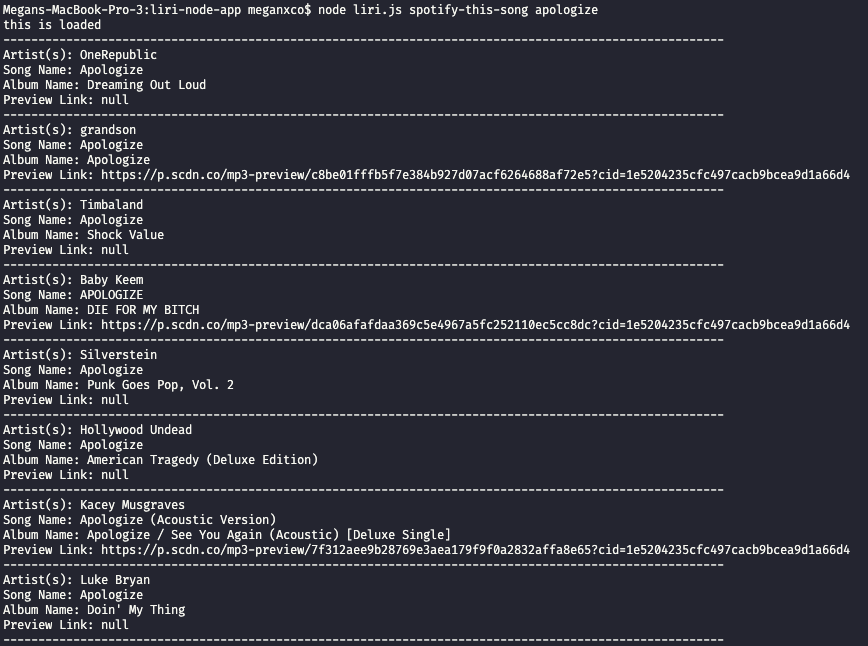 Megans-MacBook-Pro-3:liri-node-app meganxco$ node liri.js spotify-this-song apologize
this is loaded
-------------------------------------------------------------------------------------------------------
Artist(s): OneRepublic
Song Name: Apologize
Album Name: Dreaming Out Loud
Preview Link: null
-------------------------------------------------------------------------------------------------------
Artist(s): grandson
Song Name: Apologize
Album Name: Apologize
Preview Link: https://p.scdn.co/mp3-preview/c8be01fffb5f7e384b927d07acf6264688af72e5?cid=1e5204235cfc497cacb9bcea9d1a66d4
-------------------------------------------------------------------------------------------------------
Artist(s): Timbaland
Song Name: Apologize
Album Name: Shock Value
Preview Link: null
-------------------------------------------------------------------------------------------------------
Artist(s): Baby Keem
Song Name: APOLOGIZE
Album Name: DIE FOR MY BITCH
Preview Link: https://p.scdn.co/mp3-preview/dca06afafdaa369c5e4967a5fc252110ec5cc8dc?cid=1e5204235cfc497cacb9bcea9d1a66d4
-------------------------------------------------------------------------------------------------------
Artist(s): Silverstein
Song Name: Apologize
Album Name: Punk Goes Pop, Vol. 2
Preview Link: null
-------------------------------------------------------------------------------------------------------
Artist(s): Hollywood Undead
Song Name: Apologize
Album Name: American Tragedy (Deluxe Edition)
Preview Link: null
-------------------------------------------------------------------------------------------------------
Artist(s): Kacey Musgraves
Song Name: Apologize (Acoustic Version)
Album Name: Apologize / See You Again (Acoustic) [Deluxe Single]
Preview Link: https://p.scdn.co/mp3-preview/7f312aee9b28769e3aea179f9f0a2832affa8e65?cid=1e5204235cfc497cacb9bcea9d1a66d4
-------------------------------------------------------------------------------------------------------
Artist(s): Luke Bryan
Song Name: Apologize
Album Name: Doin' My Thing
Preview Link: null
-------------------------------------------------------------------------------------------------------